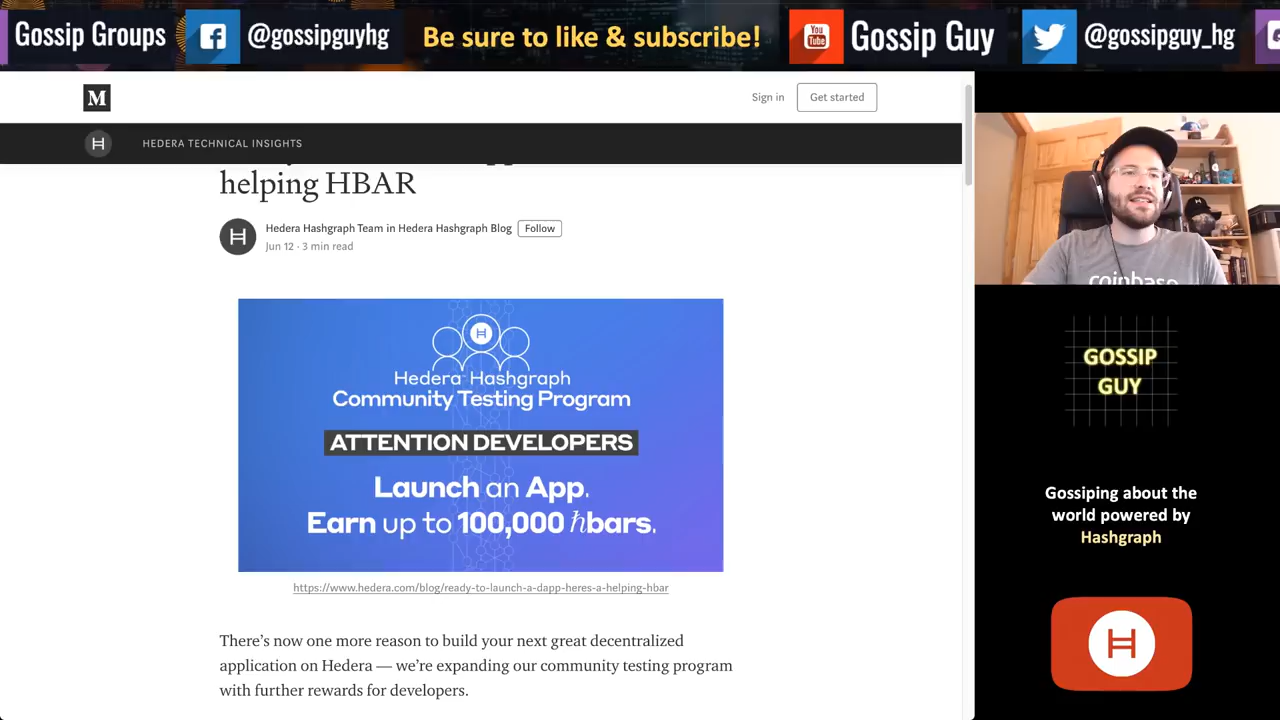 Gossip Groups
@gossipguyhg
Be sure to like & subscribe!
You
Tube
Gossip Guy
@gossipguy_hg
M
Sign in
Get started
H
HEDERA TECHNICAL INSIGHTS
helping HBAR
H
Hedera Hashgraph Team in Hedera Hashgraph Blog
Follow
Jun 12 · 3 min read
H
Hedera Hashgraph
Community Testing Program
ATTENTION DEVELOPERS
Launch an App.
Earn up to 100,000 ℏbars.
https://www.hedera.com/blog/ready-to-launch-a-dapp-heres-a-helping-hbar
There’s now one more reason to build your next great decentralized
application on Hedera — we’re expanding our community testing program
with further rewards for developers.
coinbase
GOSSIP
GUY
Gossiping about the
world powered by
Hashgraph
H